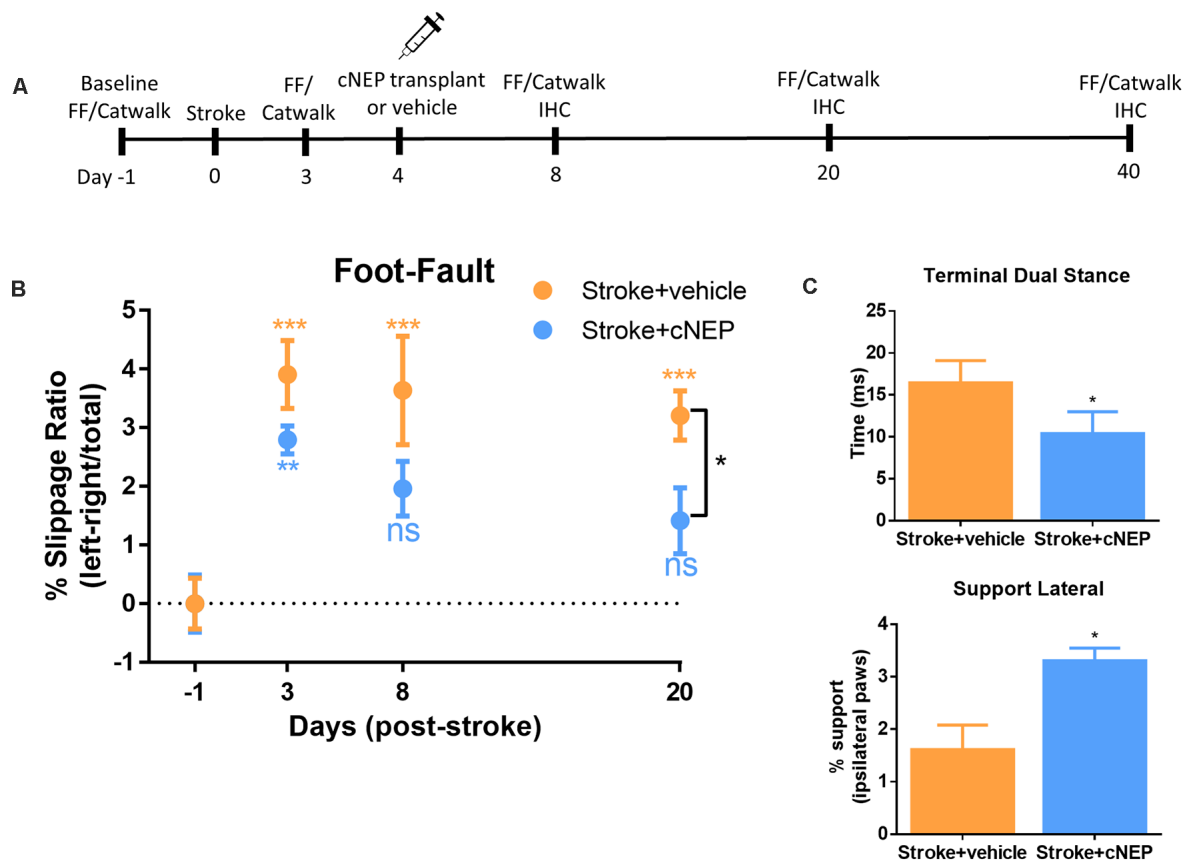 A
Baseline
FF/Catwalk
Stroke
FF/
Catwalk
cNEP transplant
or vehicle
FF/Catwalk
IHC
FF/Catwalk
IHC
FF/Catwalk
IHC
Day -1
0
3
4
8
20
40
B
Foot-Fault
Stroke+vehicle
Stroke+cNEP
% Slippage Ratio
(left-right/total)
5
4
3
2
1
0
-1
***
**
***
ns
***
ns
*
-1
3
8
20
Days (post-stroke)
C
Terminal Dual Stance
Time (ms)
25
20
15
10
5
0
*
Stroke+vehicle
Stroke+cNEP
Support Lateral
% support
(ipsilateral paws)
4
3
2
1
0
*
Stroke+vehicle
Stroke+cNEP